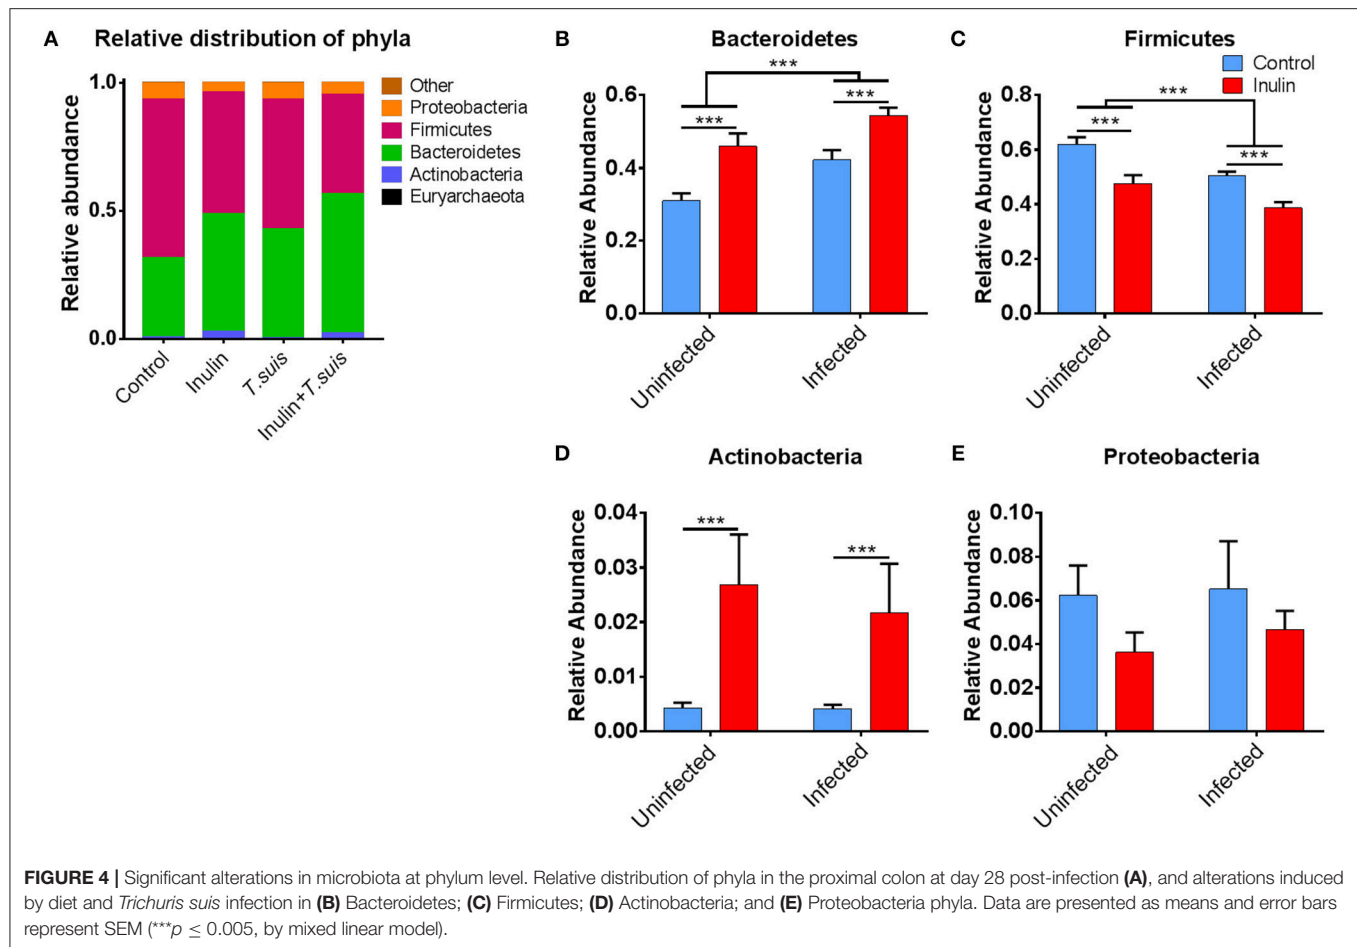 A Relative distribution of phyla
Relative abundance
1.0
0.5
0.0
Other
Proteobacteria
Firmicutes
Bacteroidetes
Actinobacteria
Euryarchaeota
Control
Inulin
T.suis
Inulin+T.suis
B Bacteroidetes
Relative Abundance
0.8
0.6
0.4
0.2
0.0
***
***
***
Uninfected
Infected
C Firmicutes
Control
Inulin
Relative Abundance
0.8
0.6
0.4
0.2
0.0
***
***
***
Uninfected
Infected
D Actinobacteria
Relative Abundance
0.04
0.03
0.02
0.01
0.00
***
***
Uninfected
Infected
E Proteobacteria
Relative Abundance
0.10
0.08
0.06
0.04
0.02
0.00
Uninfected
Infected
FIGURE 4 | Significant alterations in microbiota at phylum level. Relative distribution of phyla in the proximal colon at day 28 post-infection (A), and alterations induced
by diet and Trichuris suis infection in (B) Bacteroidetes; (C) Firmicutes; (D) Actinobacteria; and (E) Proteobacteria phyla. Data are presented as means and error bars
represent SEM (***p ≤ 0.005, by mixed linear model).